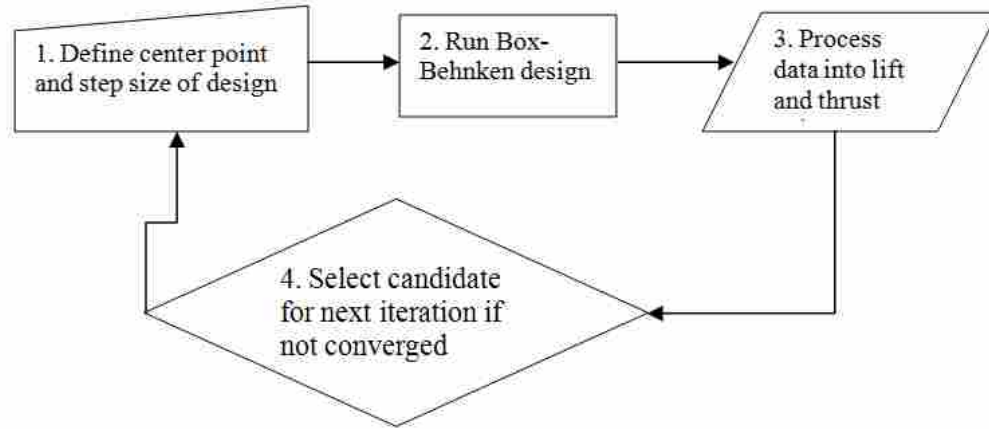 1. Define center point
and step size of design
2. Run Box-
Behnken design
3. Process
data into lift
and thrust
4. Select candidate
for next iteration if
not converged